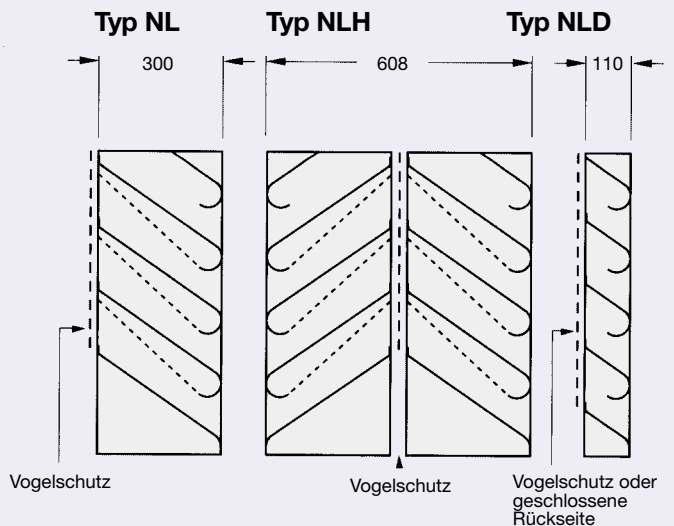 Typ NL
Typ NLH
Typ NLD
300
608
110
Vogelschutz
Vogelschutz
Vogelschutz oder
geschlossene
Rückseite